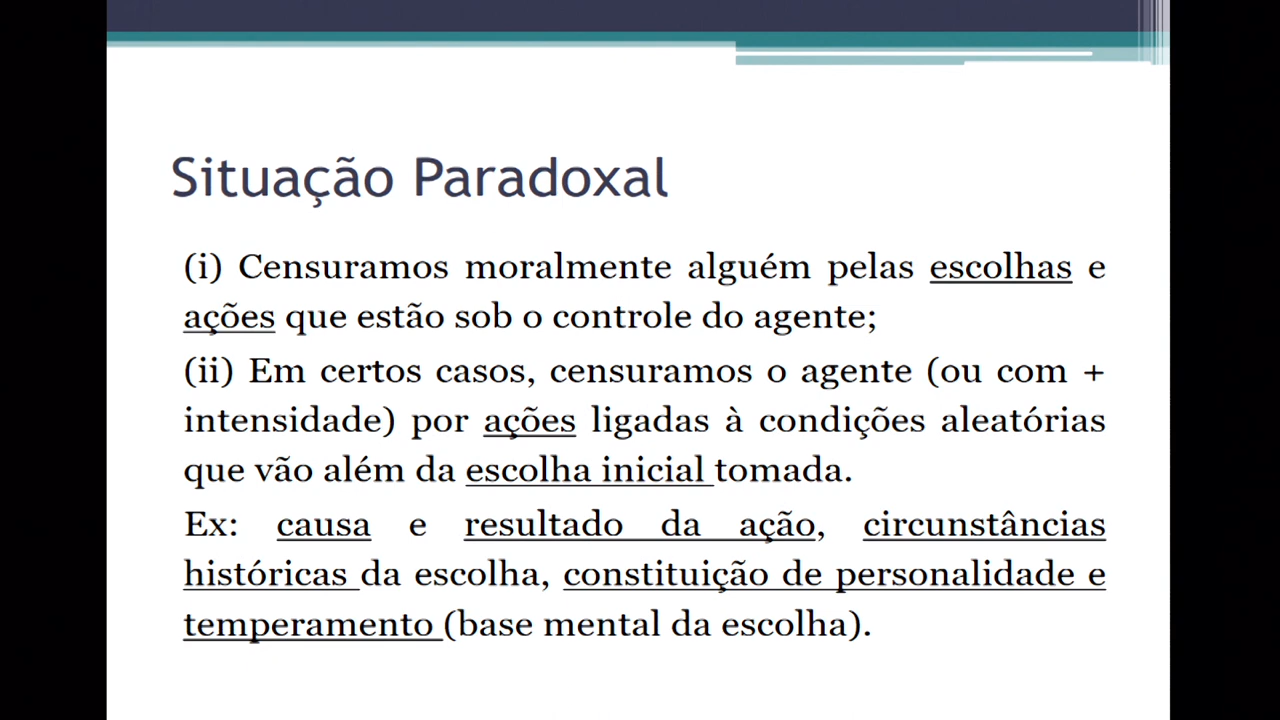 Situação Paradoxal
(i) Censuramos moralmente alguém pelas escolhas e
ações que estão sob o controle do agente;
(ii) Em certos casos, censuramos o agente (ou com +
intensidade) por ações ligadas à condições aleatórias
que vão além da escolha inicial tomada.
Ex: causa e resultado da ação, circunstâncias
históricas da escolha, constituição de personalidade e
temperamento (base mental da escolha).